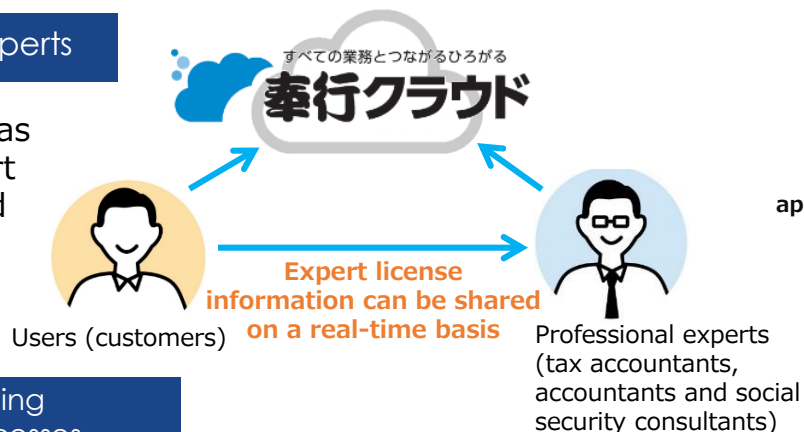 perts
すべての業務とつながるひろがる
奉行クラウド
as
rt
d
ap
Expert license
information can be shared
on a real-time basis
Users (customers)
Professional experts
(tax accountants,
accountants and social
security consultants)
ing